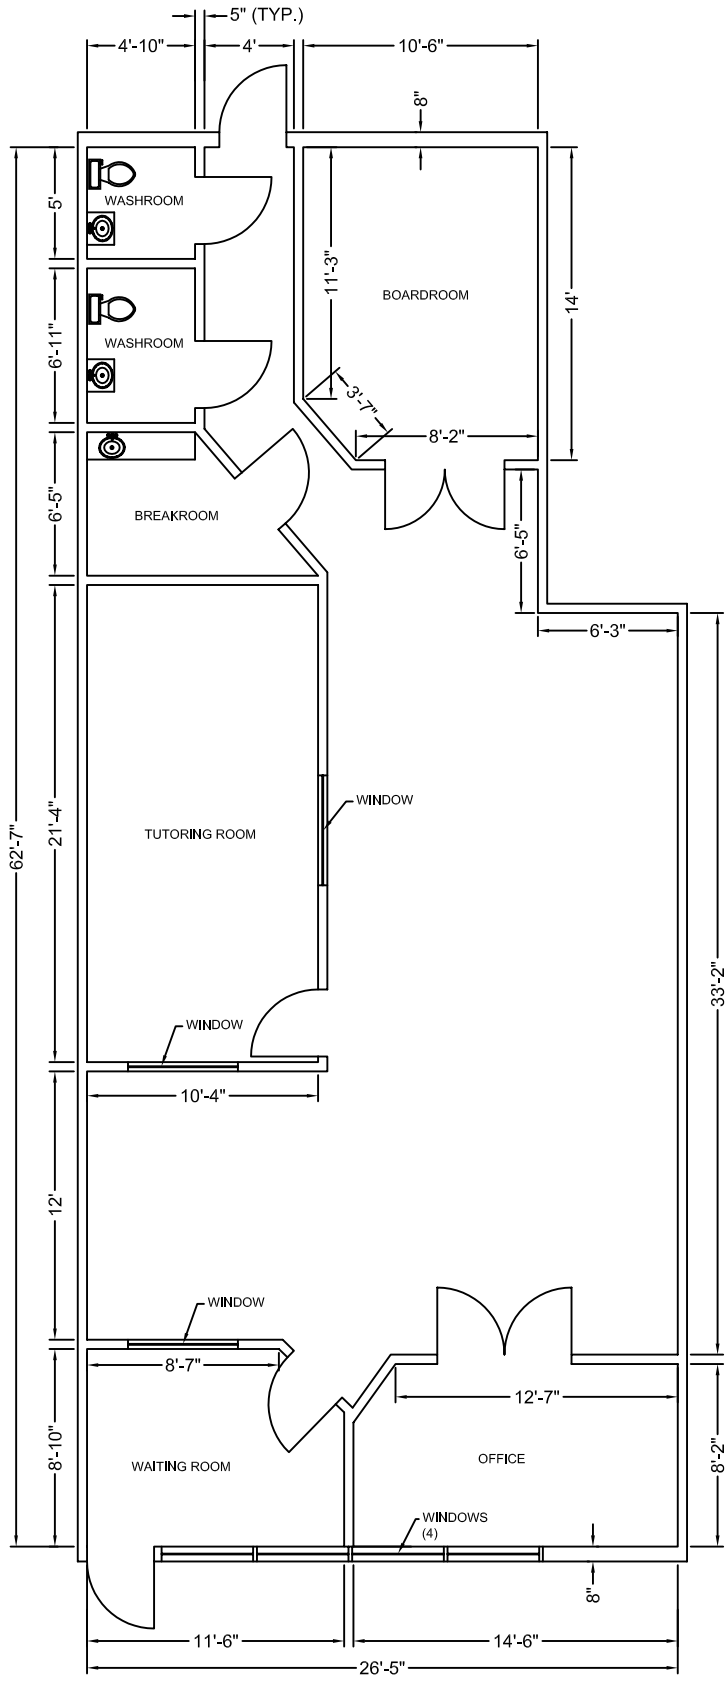 5" (TYP.)
4'-10"
4'
10'-6"
8"
WASHROOM
5'
11'-3"
BOARDROOM
14'
WASHROOM
6'-11"
3'-7"
8'-2"
6'-5"
BREAKROOM
6'-5"
6'-3"
WINDOW
TUTORING ROOM
21'-4"
62'-7"
33'-2"
WINDOW
10'-4"
12'
WINDOW
8'-7"
12'-7"
8'-10"
WAITING ROOM
OFFICE
8'-2"
WINDOWS
(4)
8"
11'-6"
14'-6"
26'-5"